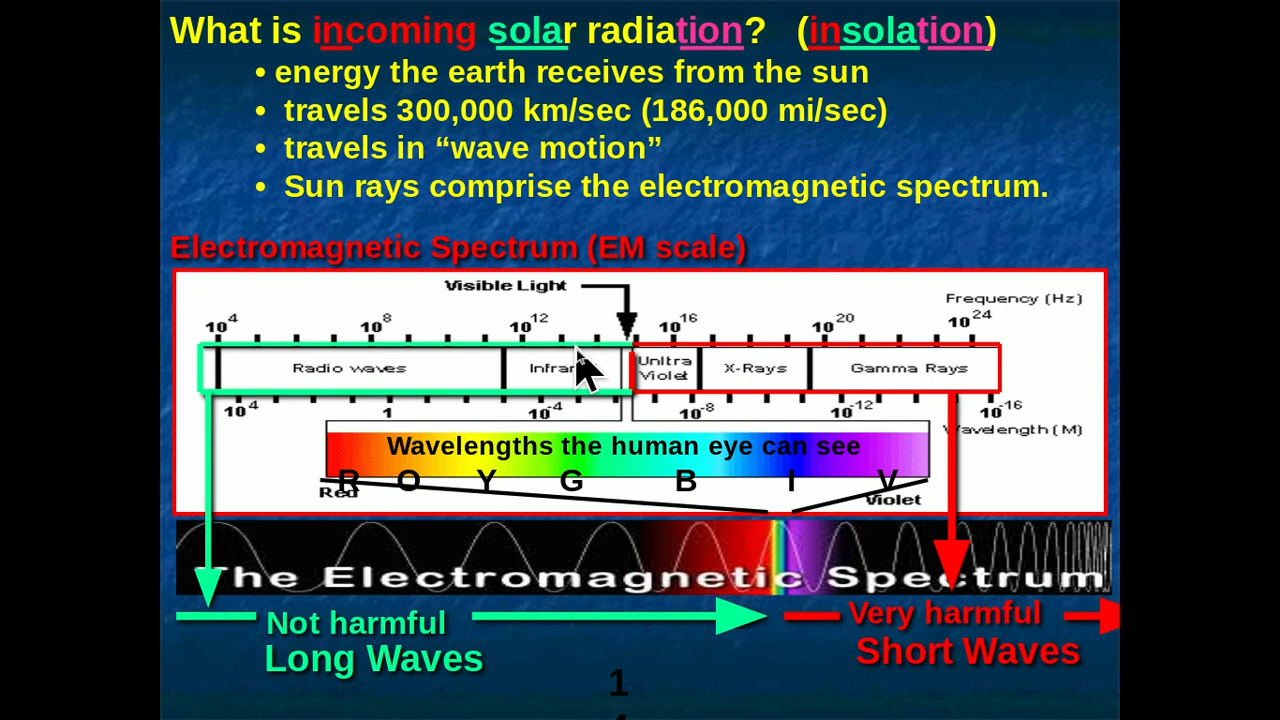 What is incoming solar radiation? (insolation)
• energy the earth receives from the sun
• travels 300,000 km/sec (186,000 mi/sec)
• travels in “wave motion”
• Sun rays comprise the electromagnetic spectrum.
Electromagnetic Spectrum (EM scale)
Visible Light
Frequency (Hz)
10^4 10^8 10^12 10^16 10^20 10^24
Radio waves Infrar Unltra Violet X-Rays Gamma Rays
10^4 1 10^-4 10^-8 10^-12 10^-16
Wavelength (M)
Wavelengths the human eye can see
R O Y G B I V
Red Violet
The Electromagnetic Spectrum
Not harmful Very harmful
Long Waves Short Waves
1